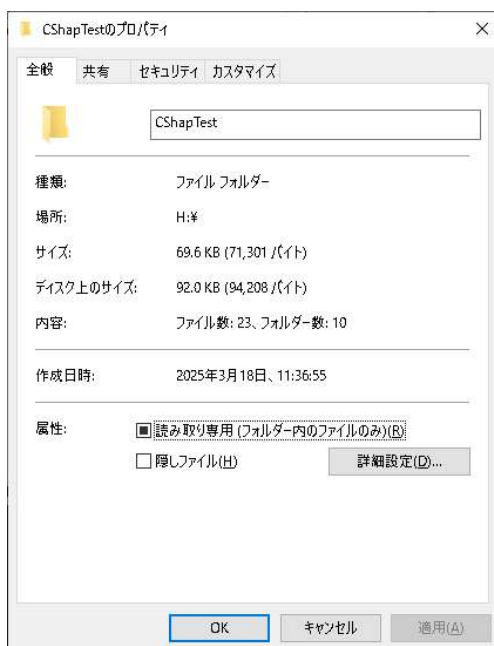 CShapTestのプロパティ
全般 共有 セキュリティ カスタマイズ
CShapTest
種類: ファイル フォルダー
場所: H:¥
サイズ: 69.6 KB (71,301 バイト)
ディスク上のサイズ: 92.0 KB (94,208 バイト)
内容: ファイル数: 23、フォルダー数: 10
作成日時: 2025年3月18日、11:36:55
属性: 読み取り専用 (フォルダー内のファイルのみ)(R)
隠しファイル(H) 詳細設定(D)...
OK キャンセル 適用(A)